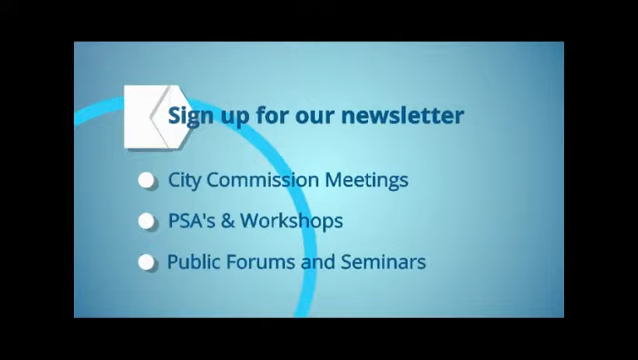 Sign up for our newsletter
City Commission Meetings
PSA's & Workshops
Public Forums and Seminars